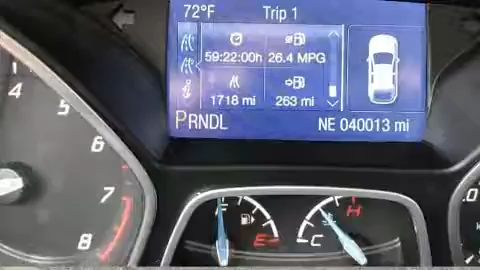 72°F Trip 1
59:22:00h 26.4 MPG
1718 mi 263 mi
PRNDL NE 040013 mi
4
5
6
7
8
F E C H